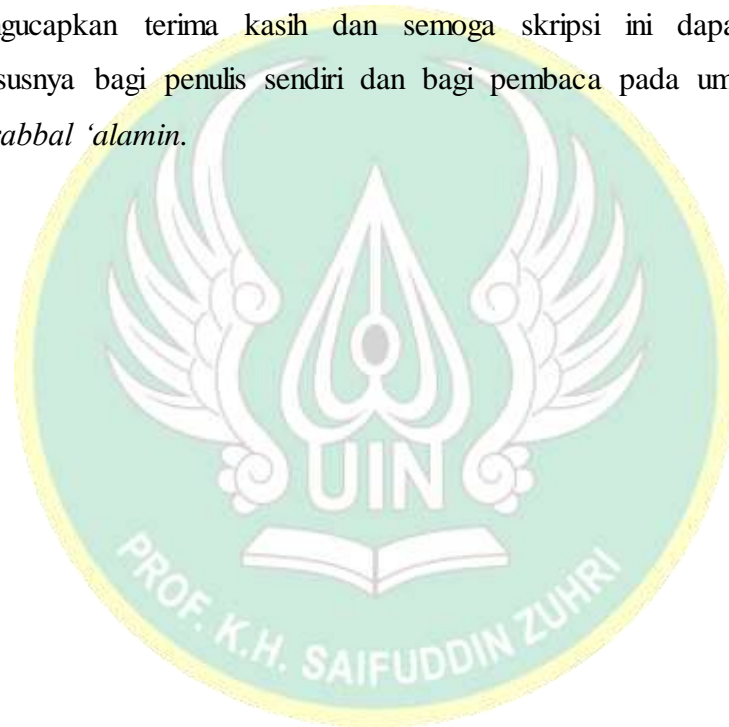 ngucapkan terima kasih dan semoga skripsi ini dapa
susnya bagi penulis sendiri dan bagi pembaca pada um
rabbal ‘alamin.
UIN
PROF. K.H. SAIFUDDIN ZUHRI